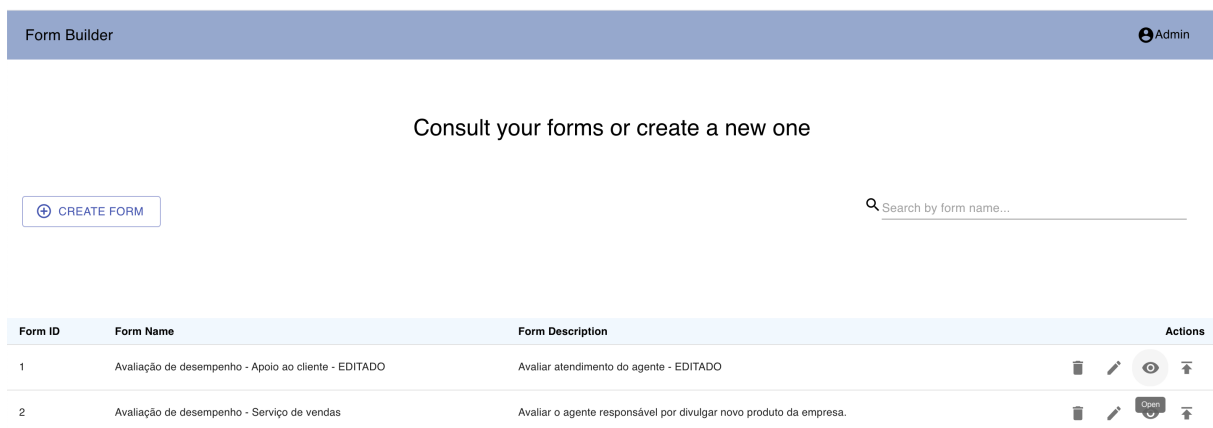 Form Builder
Admin
Consult your forms or create a new one
CREATE FORM
Search by form name...
Form ID Form Name Form Description Actions
1 Avaliação de desempenho - Apoio ao cliente - EDITADO Avaliar atendimento do agente - EDITADO
2 Avaliação de desempenho - Serviço de vendas Avaliar o agente responsável por divulgar novo produto da empresa.
Open